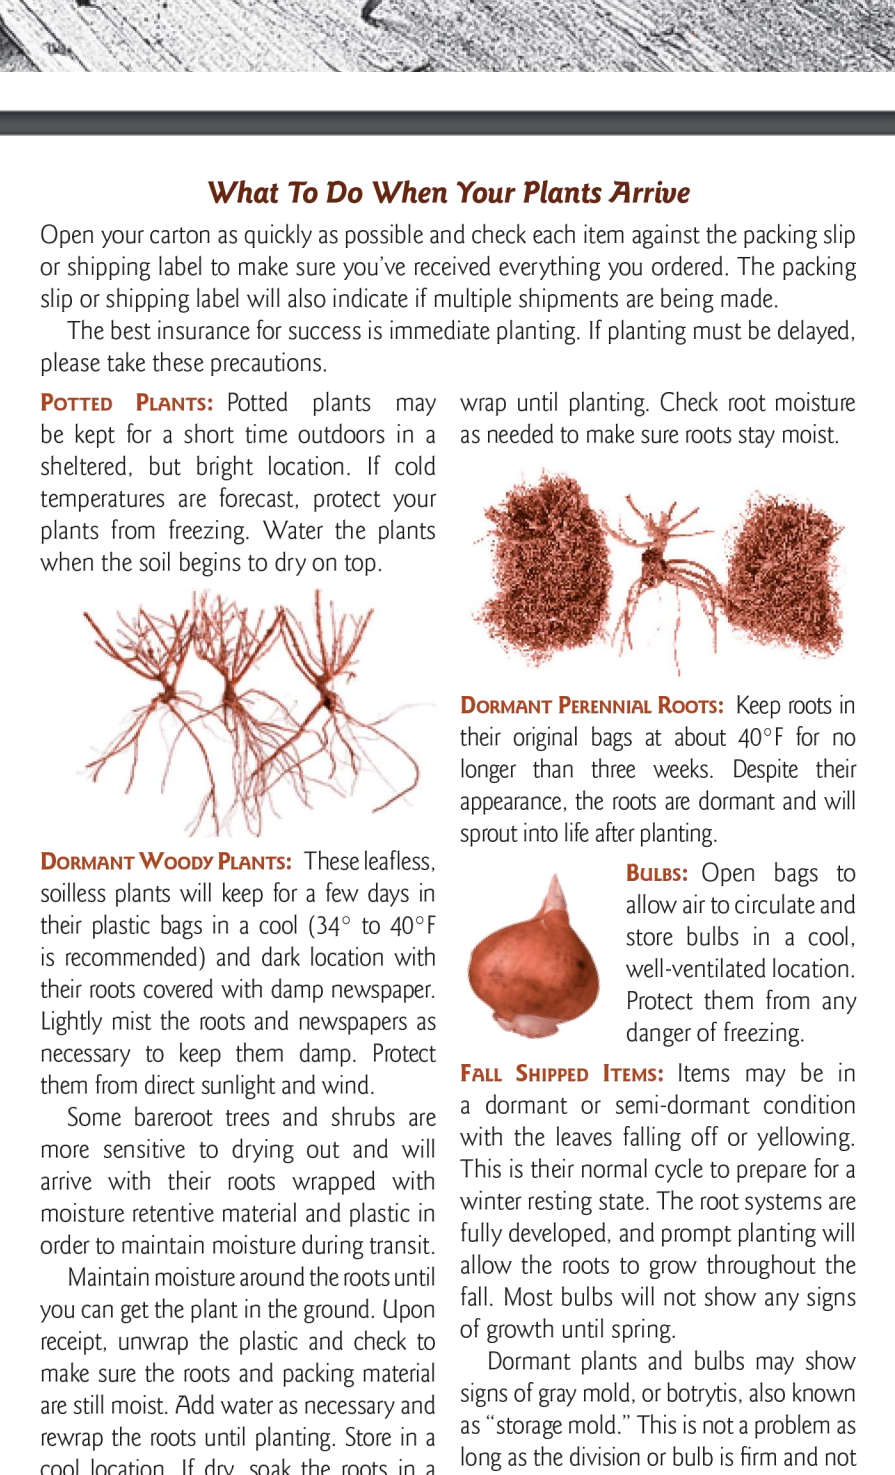 What To Do When Your Plants Arrive
Open your carton as quickly as possible and check each item against the packing slip
or shipping label to make sure you've received everything you ordered. The packing
slip or shipping label will also indicate if multiple shipments are being made.
The best insurance for success is immediate planting. If planting must be delayed,
please take these precautions.
POTTED PLANTS: Potted plants may
be kept for a short time outdoors in a
sheltered, but bright location. If cold
temperatures are forecast, protect your
plants from freezing. Water the plants
when the soil begins to dry on top.
DORMANT WOODY PLANTS: These leafless,
soilless plants will keep for a few days in
their plastic bags in a cool (34° to 40°F
is recommended) and dark location with
their roots covered with damp newspaper.
Lightly mist the roots and newspapers as
necessary to keep them damp. Protect
them from direct sunlight and wind.
Some bareroot trees and shrubs are
more sensitive to drying out and will
arrive with their roots wrapped with
moisture retentive material and plastic in
order to maintain moisture during transit.
Maintain moisture around the roots until
you can get the plant in the ground. Upon
receipt, unwrap the plastic and check to
make sure the roots and packing material
are still moist. Add water as necessary and
rewrap the roots until planting. Store in a
cool location. If dry, soak the roots in a
wrap until planting. Check root moisture
as needed to make sure roots stay moist.
DORMANT PERENNIAL ROOTS: Keep roots in
their original bags at about 40°F for no
longer than three weeks. Despite their
appearance, the roots are dormant and will
sprout into life after planting.
BULBS: Open bags to
allow air to circulate and
store bulbs in a cool,
well-ventilated location.
Protect them from any
danger of freezing.
FALL SHIPPED ITEMS: Items may be in
a dormant or semi-dormant condition
with the leaves falling off or yellowing.
This is their normal cycle to prepare for a
winter resting state. The root systems are
fully developed, and prompt planting will
allow the roots to grow throughout the
fall. Most bulbs will not show any signs
of growth until spring.
Dormant plants and bulbs may show
signs of gray mold, or botrytis, also known
as “storage mold.” This is not a problem as
long as the division or bulb is firm and not